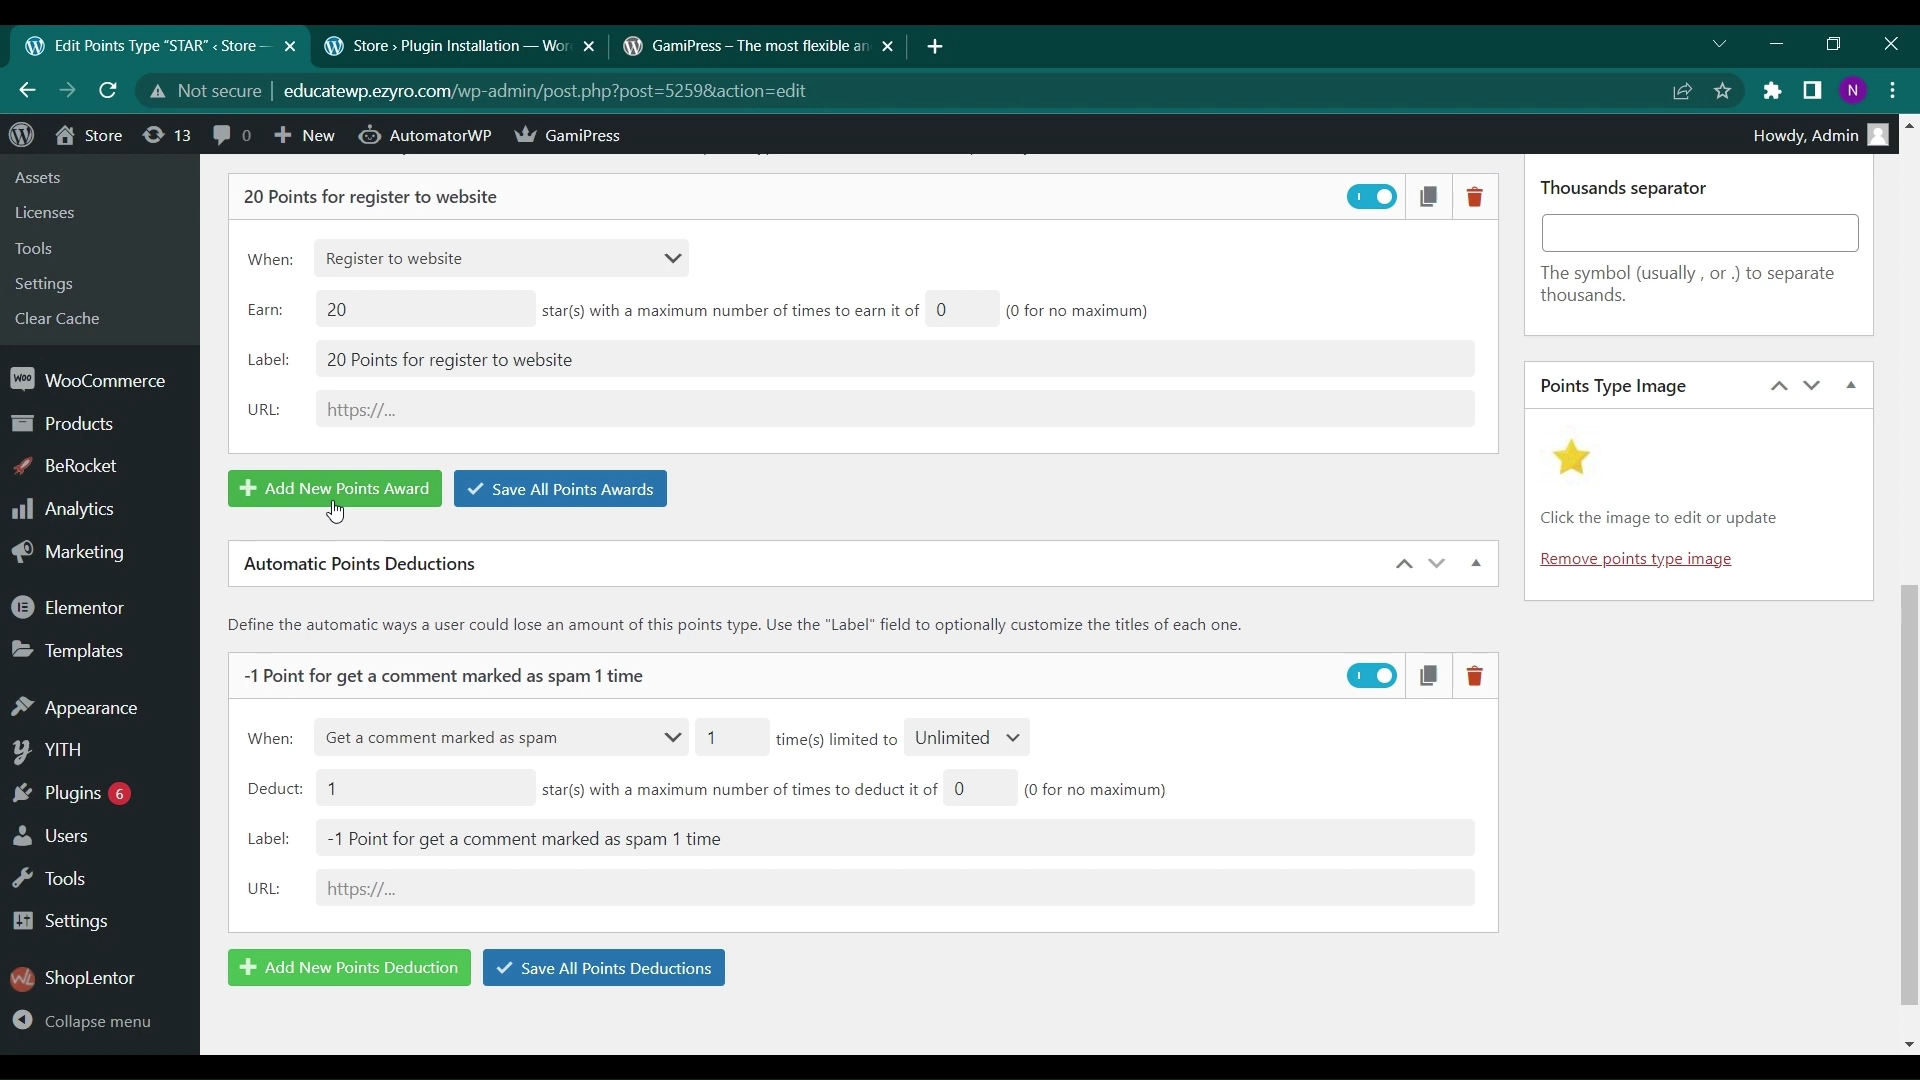 Edit Points Type "STAR" ‹ Store —
Store › Plugin Installation — Wor
GamiPress – The most flexible an
Not secure
educatewp.ezyro.com/wp-admin/post.php?post=5259&action=edit
N
Store
13
0
New
AutomatorWP
GamiPress
Howdy, Admin
Assets
Licenses
Tools
Settings
Clear Cache
WooCommerce
Products
BeRocket
Analytics
Marketing
Elementor
Templates
Appearance
YITH
Plugins 6
Users
Tools
Settings
ShopLentor
Collapse menu
20 Points for register to website
When: Register to website
Earn: 20 star(s) with a maximum number of times to earn it of 0 (0 for no maximum)
Label: 20 Points for register to website
URL: https://...
Add New Points Award
Save All Points Awards
Automatic Points Deductions
Define the automatic ways a user could lose an amount of this points type. Use the "Label" field to optionally customize the titles of each one.
-1 Point for get a comment marked as spam 1 time
When: Get a comment marked as spam 1 time(s) limited to Unlimited
Deduct: 1 star(s) with a maximum number of times to deduct it of 0 (0 for no maximum)
Label: -1 Point for get a comment marked as spam 1 time
URL: https://...
Add New Points Deduction
Save All Points Deductions
Thousands separator
The symbol (usually , or .) to separate
thousands.
Points Type Image
Click the image to edit or update
Remove points type image